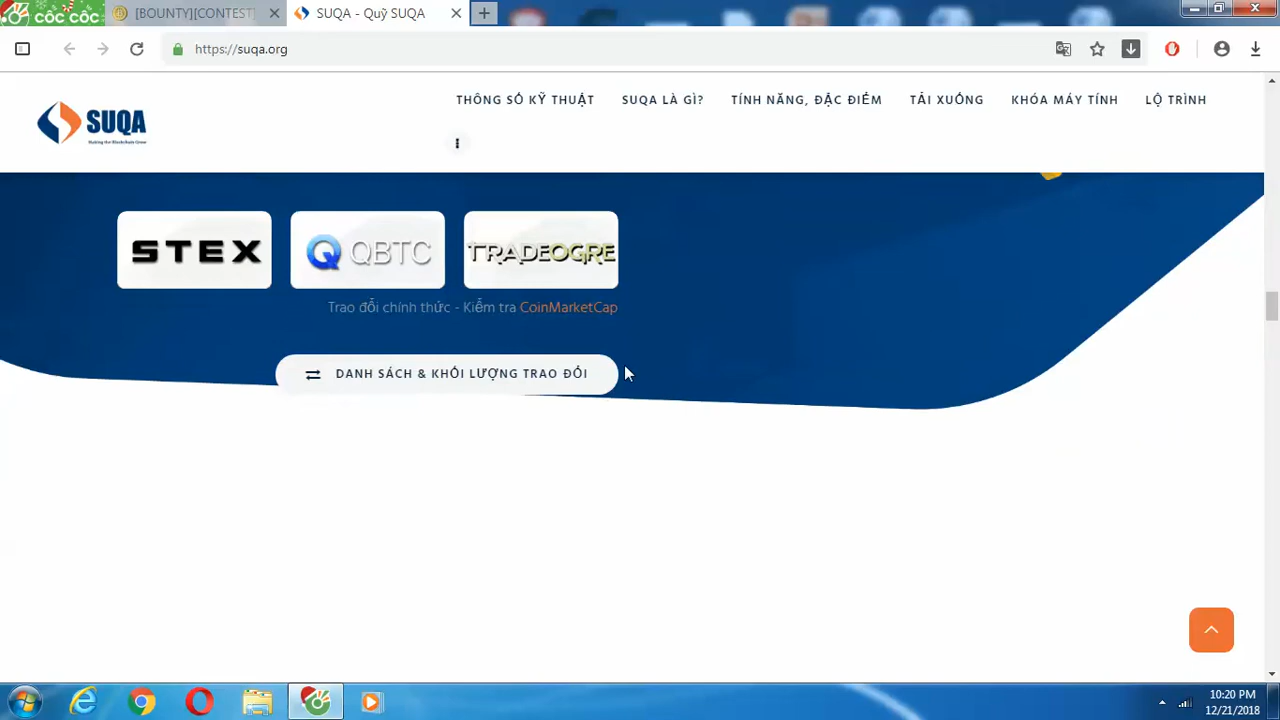 cốc cốc
[BOUNTY][CONTEST]
SUQA - Quỹ SUQA
https://suqa.org
SUQA
THÔNG SỐ KỸ THUẬT
SUQA LÀ GÌ?
TÍNH NĂNG, ĐẶC ĐIỂM
TẢI XUỐNG
KHÓA MÁY TÍNH
LỘ TRÌNH
STEX
QBTC
TRADEOGRE
Trao đổi chính thức - Kiểm tra CoinMarketCap
DANH SÁCH & KHỐI LƯỢNG TRAO ĐỔI
10:20 PM
12/21/2018